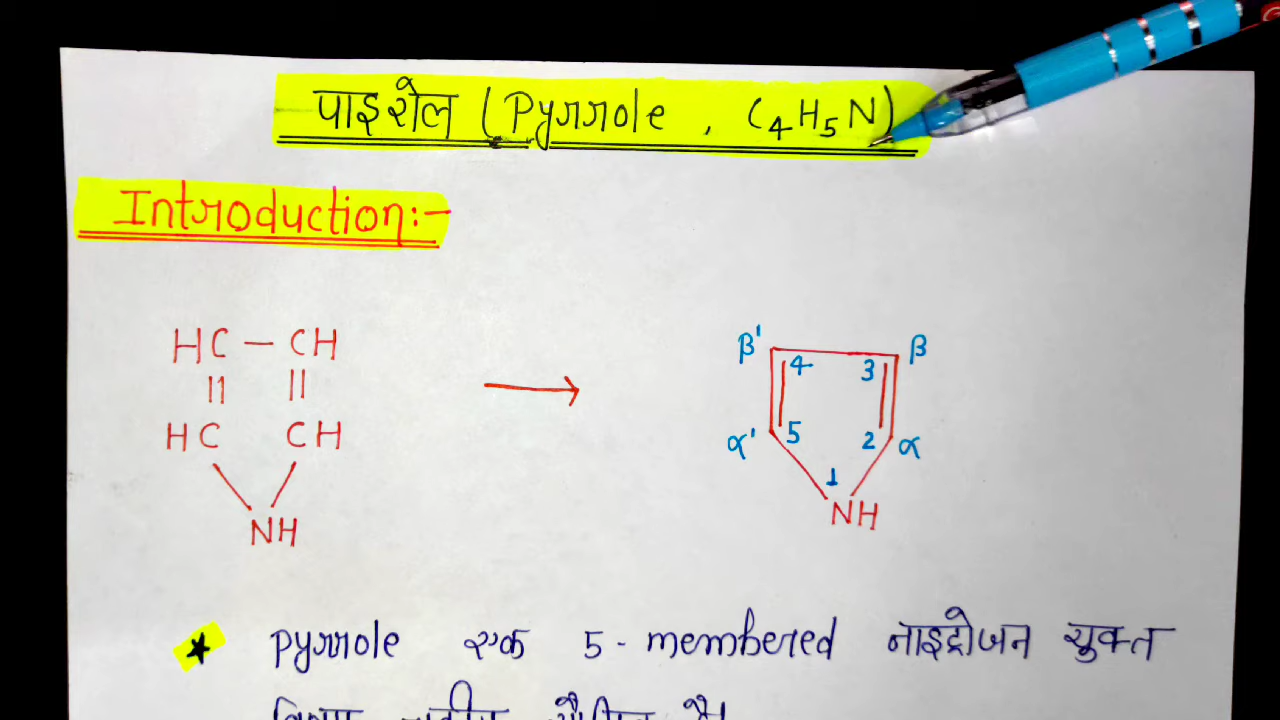 पाइरोल (Pyrrole , C4H5N)
Introduction:-
HC - CH
HC CH
NH
β' 4 3 β
α' 5 2 α
1
NH
★ Pyrrole एक 5-membered नाइट्रोजन युक्त